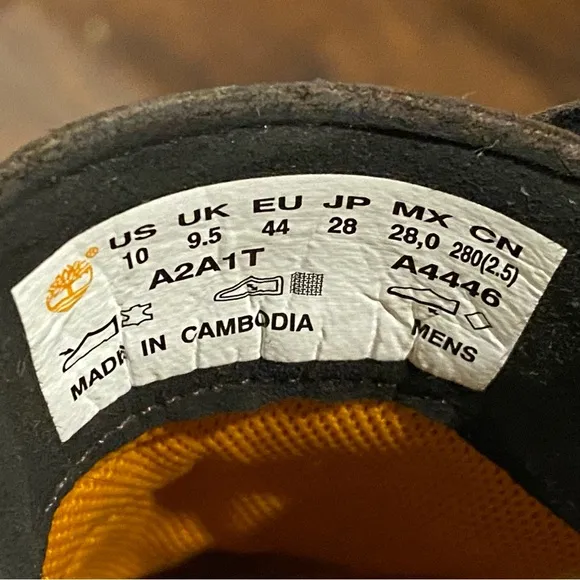 US UK EU JP MX CN
10 9.5 44 28 28,0 280(2.5)
A2A1T A4446
MADE IN CAMBODIA MENS
®